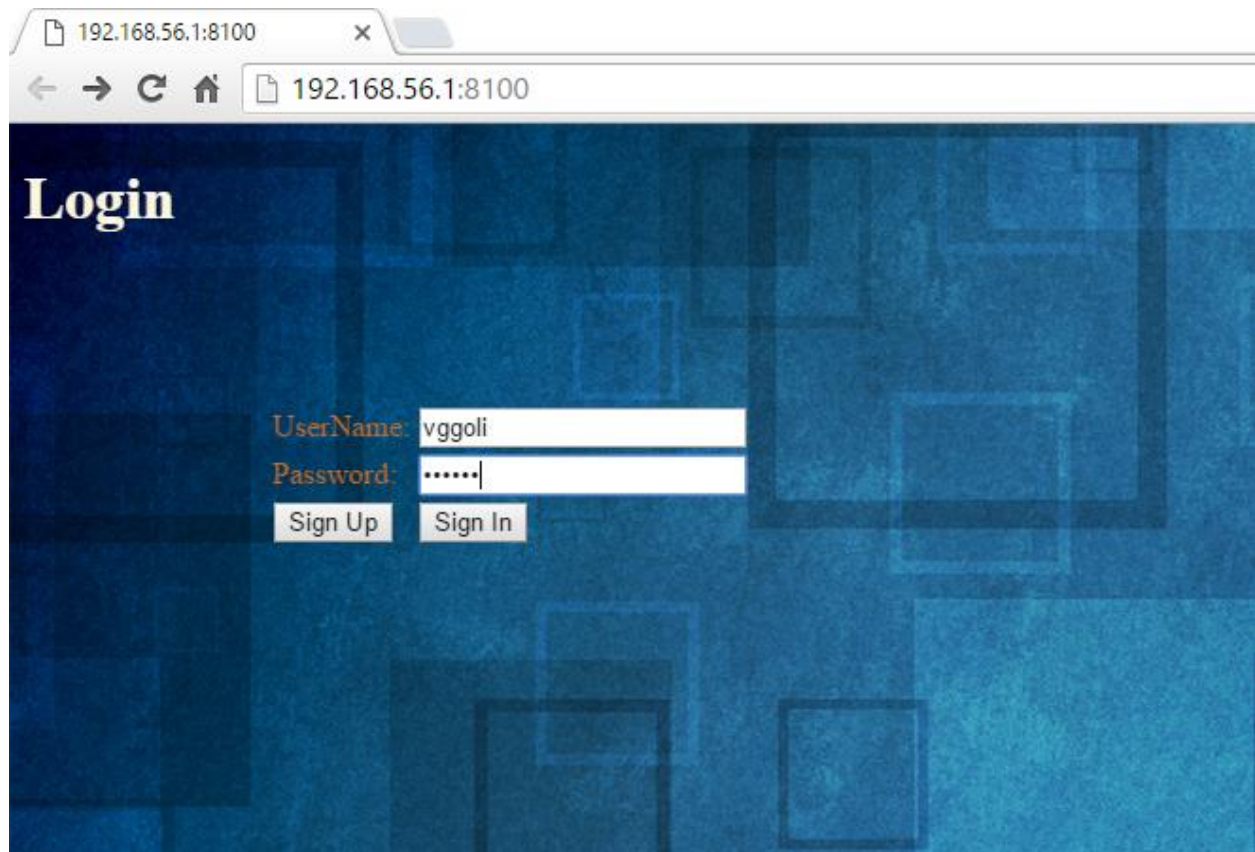 192.168.56.1:8100
192.168.56.1:8100
Login
UserName: vggoli
Password: ••••••
Sign Up Sign In